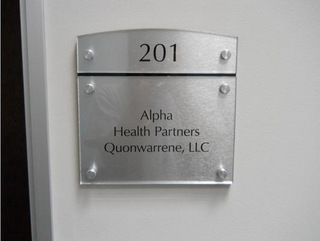 201
Alpha
Health Partners
Quonwarrene, LLC